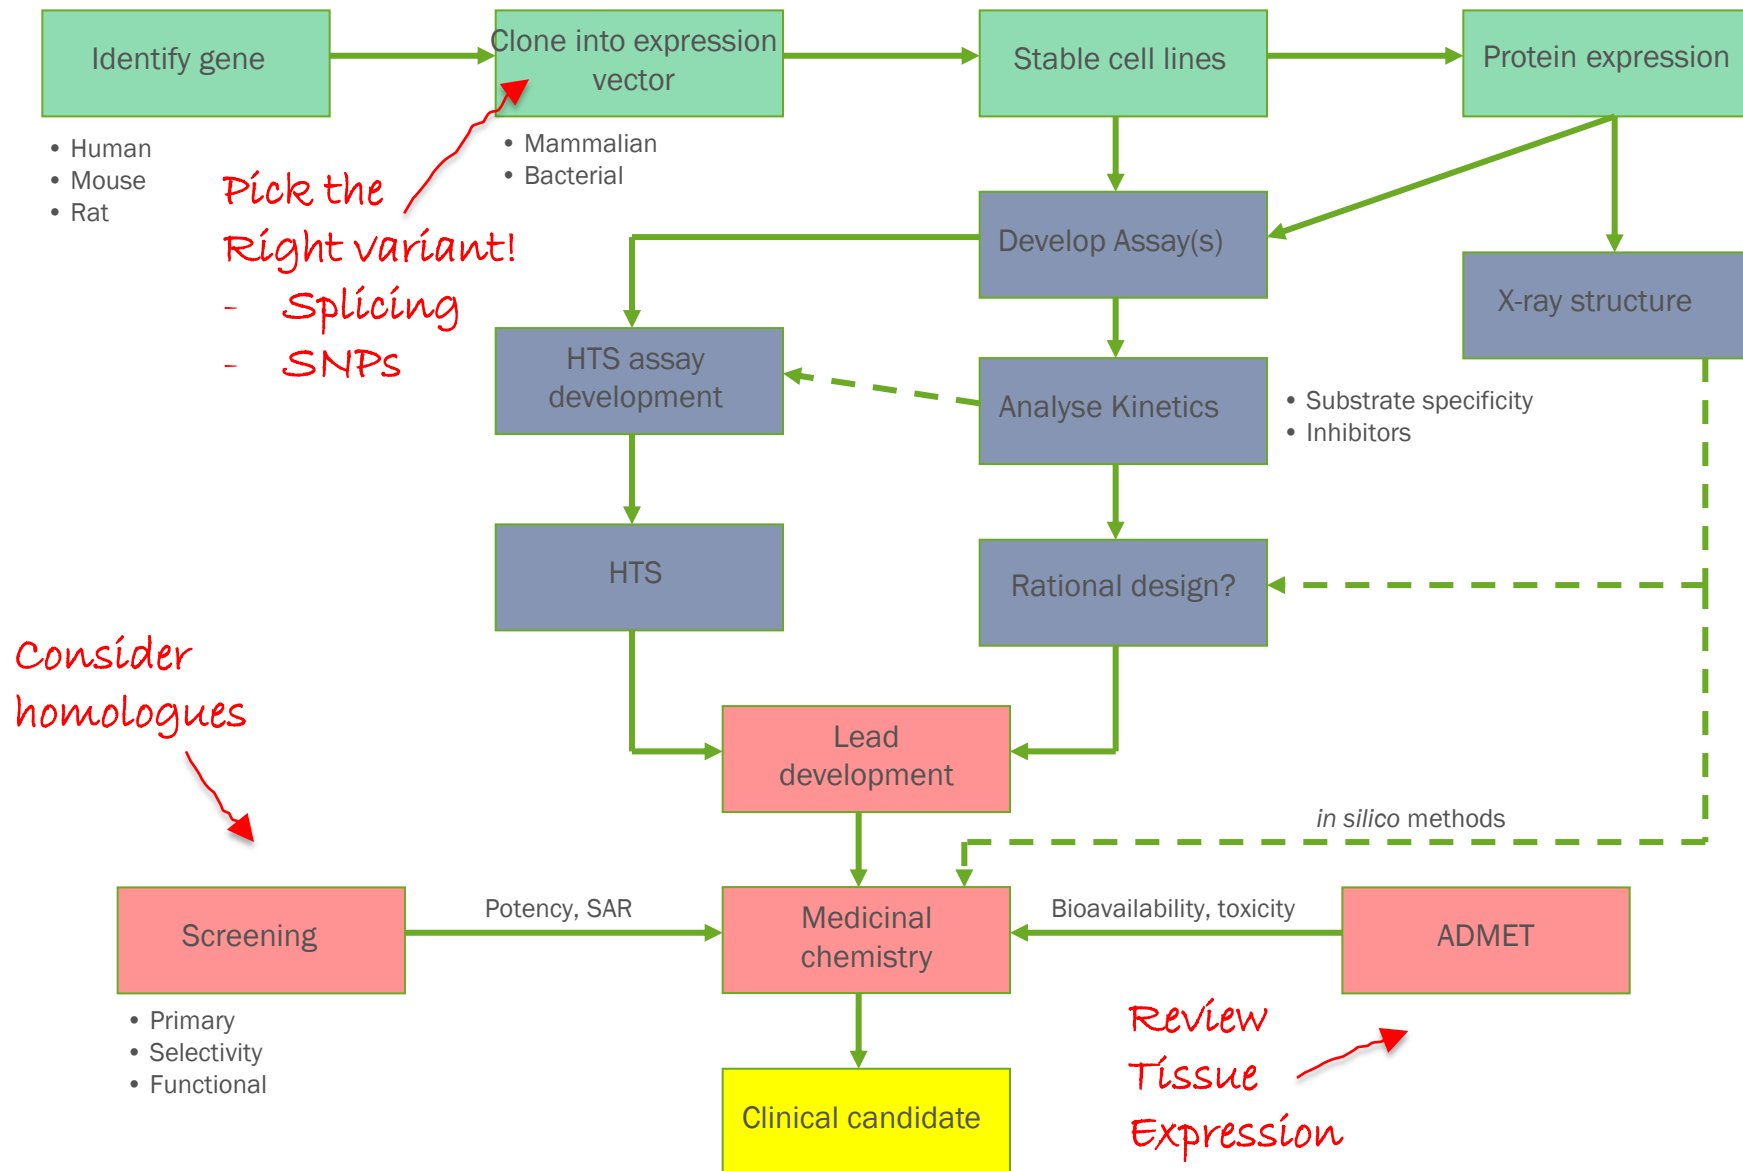 Identify gene
Clone into expression
vector
Stable cell lines
Protein expression
• Human
• Mouse
• Rat
• Mammalian
• Bacterial
Pick the
Right variant!
- Splicing
- SNPs
Develop Assay(s)
X-ray structure
HTS assay
development
Analyse Kinetics
• Substrate specificity
• Inhibitors
HTS
Rational design?
Consider
homologues
Lead
development
in silico methods
Screening
Potency, SAR
Medicinal
chemistry
Bioavailability, toxicity
ADMET
• Primary
• Selectivity
• Functional
Review
Tissue
Expression
Clinical candidate